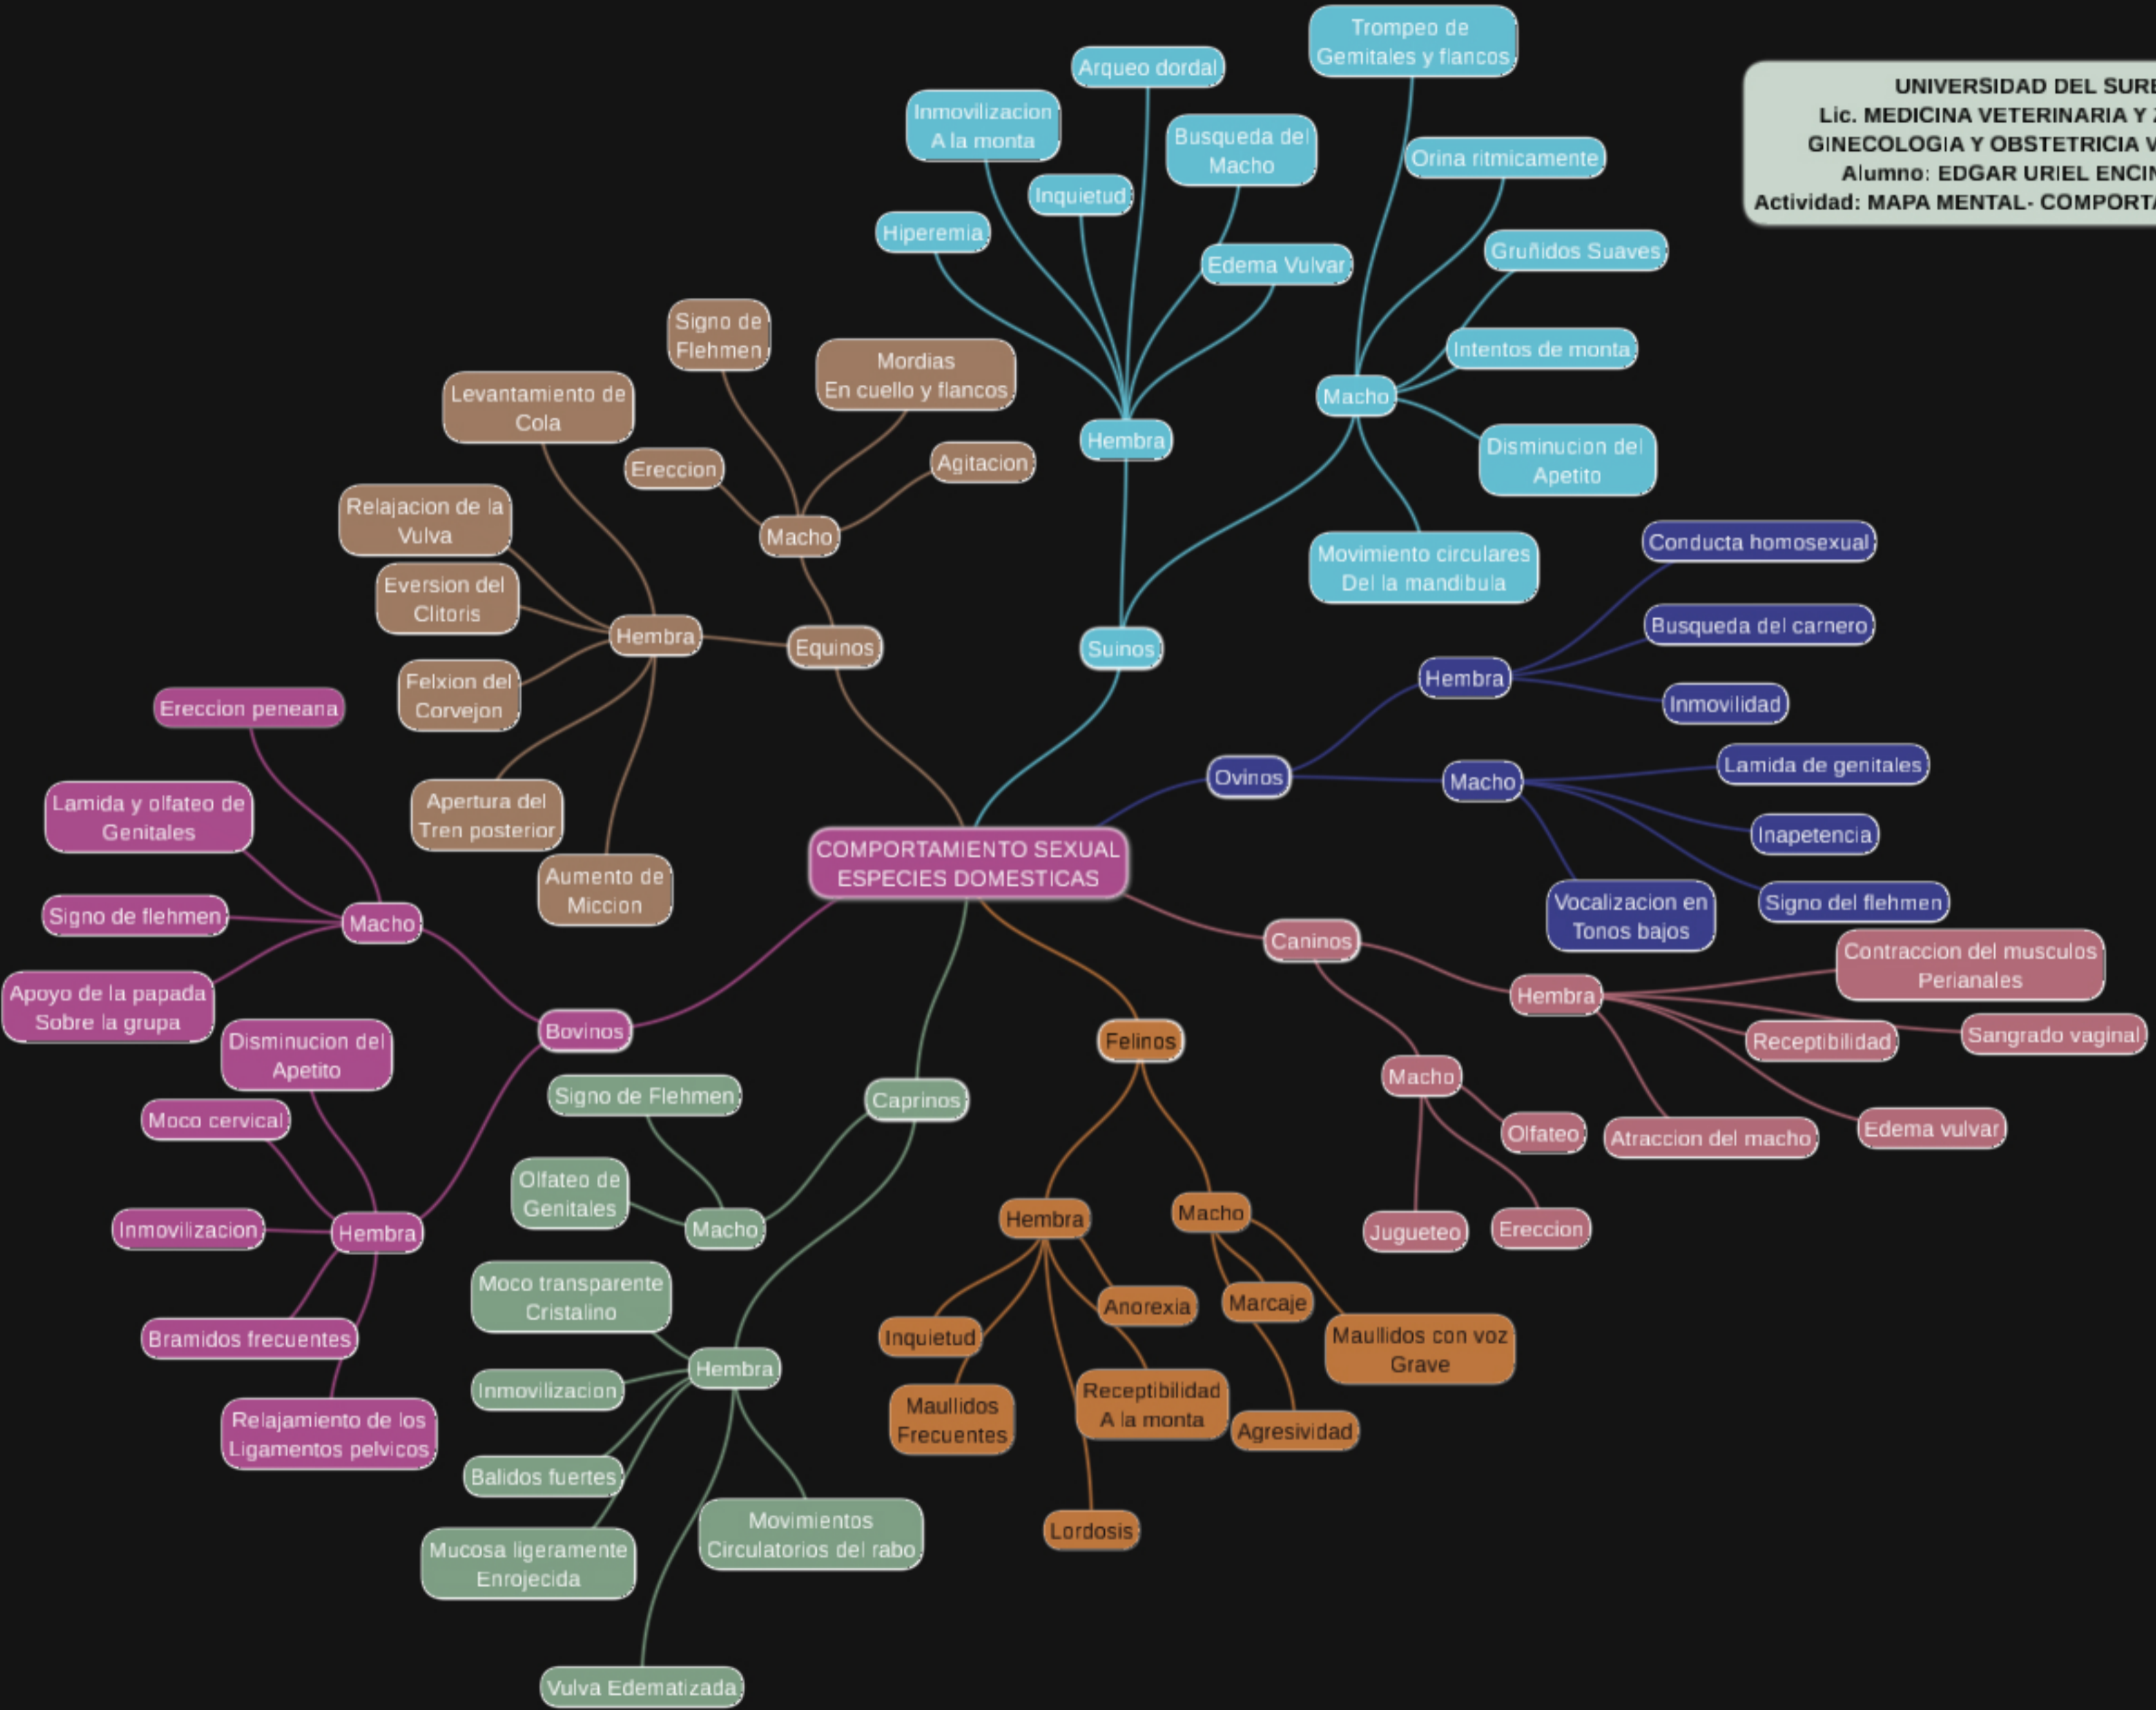 UNIVERSIDAD DEL SURE
Lic. MEDICINA VETERINARIA Y
GINECOLOGIA Y OBSTETRICIA V
Alumno: EDGAR URIEL ENCIN
Actividad: MAPA MENTAL- COMPORTA
COMPORTAMIENTO SEXUAL
ESPECIES DOMESTICAS
Suinos
Hembra
Hiperemia
Inmovilizacion
A la monta
Inquietud
Arqueo dordal
Busqueda del
Macho
Edema Vulvar
Macho
Trompeo de
Gemitales y flancos
Orina ritmicamente
Gruñidos Suaves
Intentos de monta
Disminucion del
Apetito
Movimiento circulares
Del la mandibula
Ovinos
Hembra
Conducta homosexual
Busqueda del carnero
Inmovilidad
Macho
Lamida de genitales
Inapetencia
Signo del flehmen
Vocalizacion en
Tonos bajos
Caninos
Hembra
Contraccion del musculos
Perianales
Sangrado vaginal
Receptibilidad
Edema vulvar
Atraccion del macho
Macho
Olfateo
Ereccion
Jugueteo
Felinos
Hembra
Inquietud
Maullidos
Frecuentes
Lordosis
Receptibilidad
A la monta
Anorexia
Macho
Marcaje
Maullidos con voz
Grave
Agresividad
Caprinos
Macho
Signo de Flehmen
Olfateo de
Genitales
Hembra
Moco transparente
Cristalino
Inmovilizacion
Balidos fuertes
Mucosa ligeramente
Enrojecida
Vulva Edematizada
Movimientos
Circulatorios del rabo
Bovinos
Macho
Ereccion peneana
Lamida y olfateo de
Genitales
Signo de flehmen
Apoyo de la papada
Sobre la grupa
Hembra
Disminucion del
Apetito
Moco cervical
Inmovilizacion
Bramidos frecuentes
Relajamiento de los
Ligamentos pelvicos
Equinos
Macho
Signo de
Flehmen
Mordias
En cuello y flancos
Ereccion
Agitacion
Hembra
Levantamiento de
Cola
Relajacion de la
Vulva
Eversion del
Clitoris
Felxion del
Corvejon
Apertura del
Tren posterior
Aumento de
Miccion